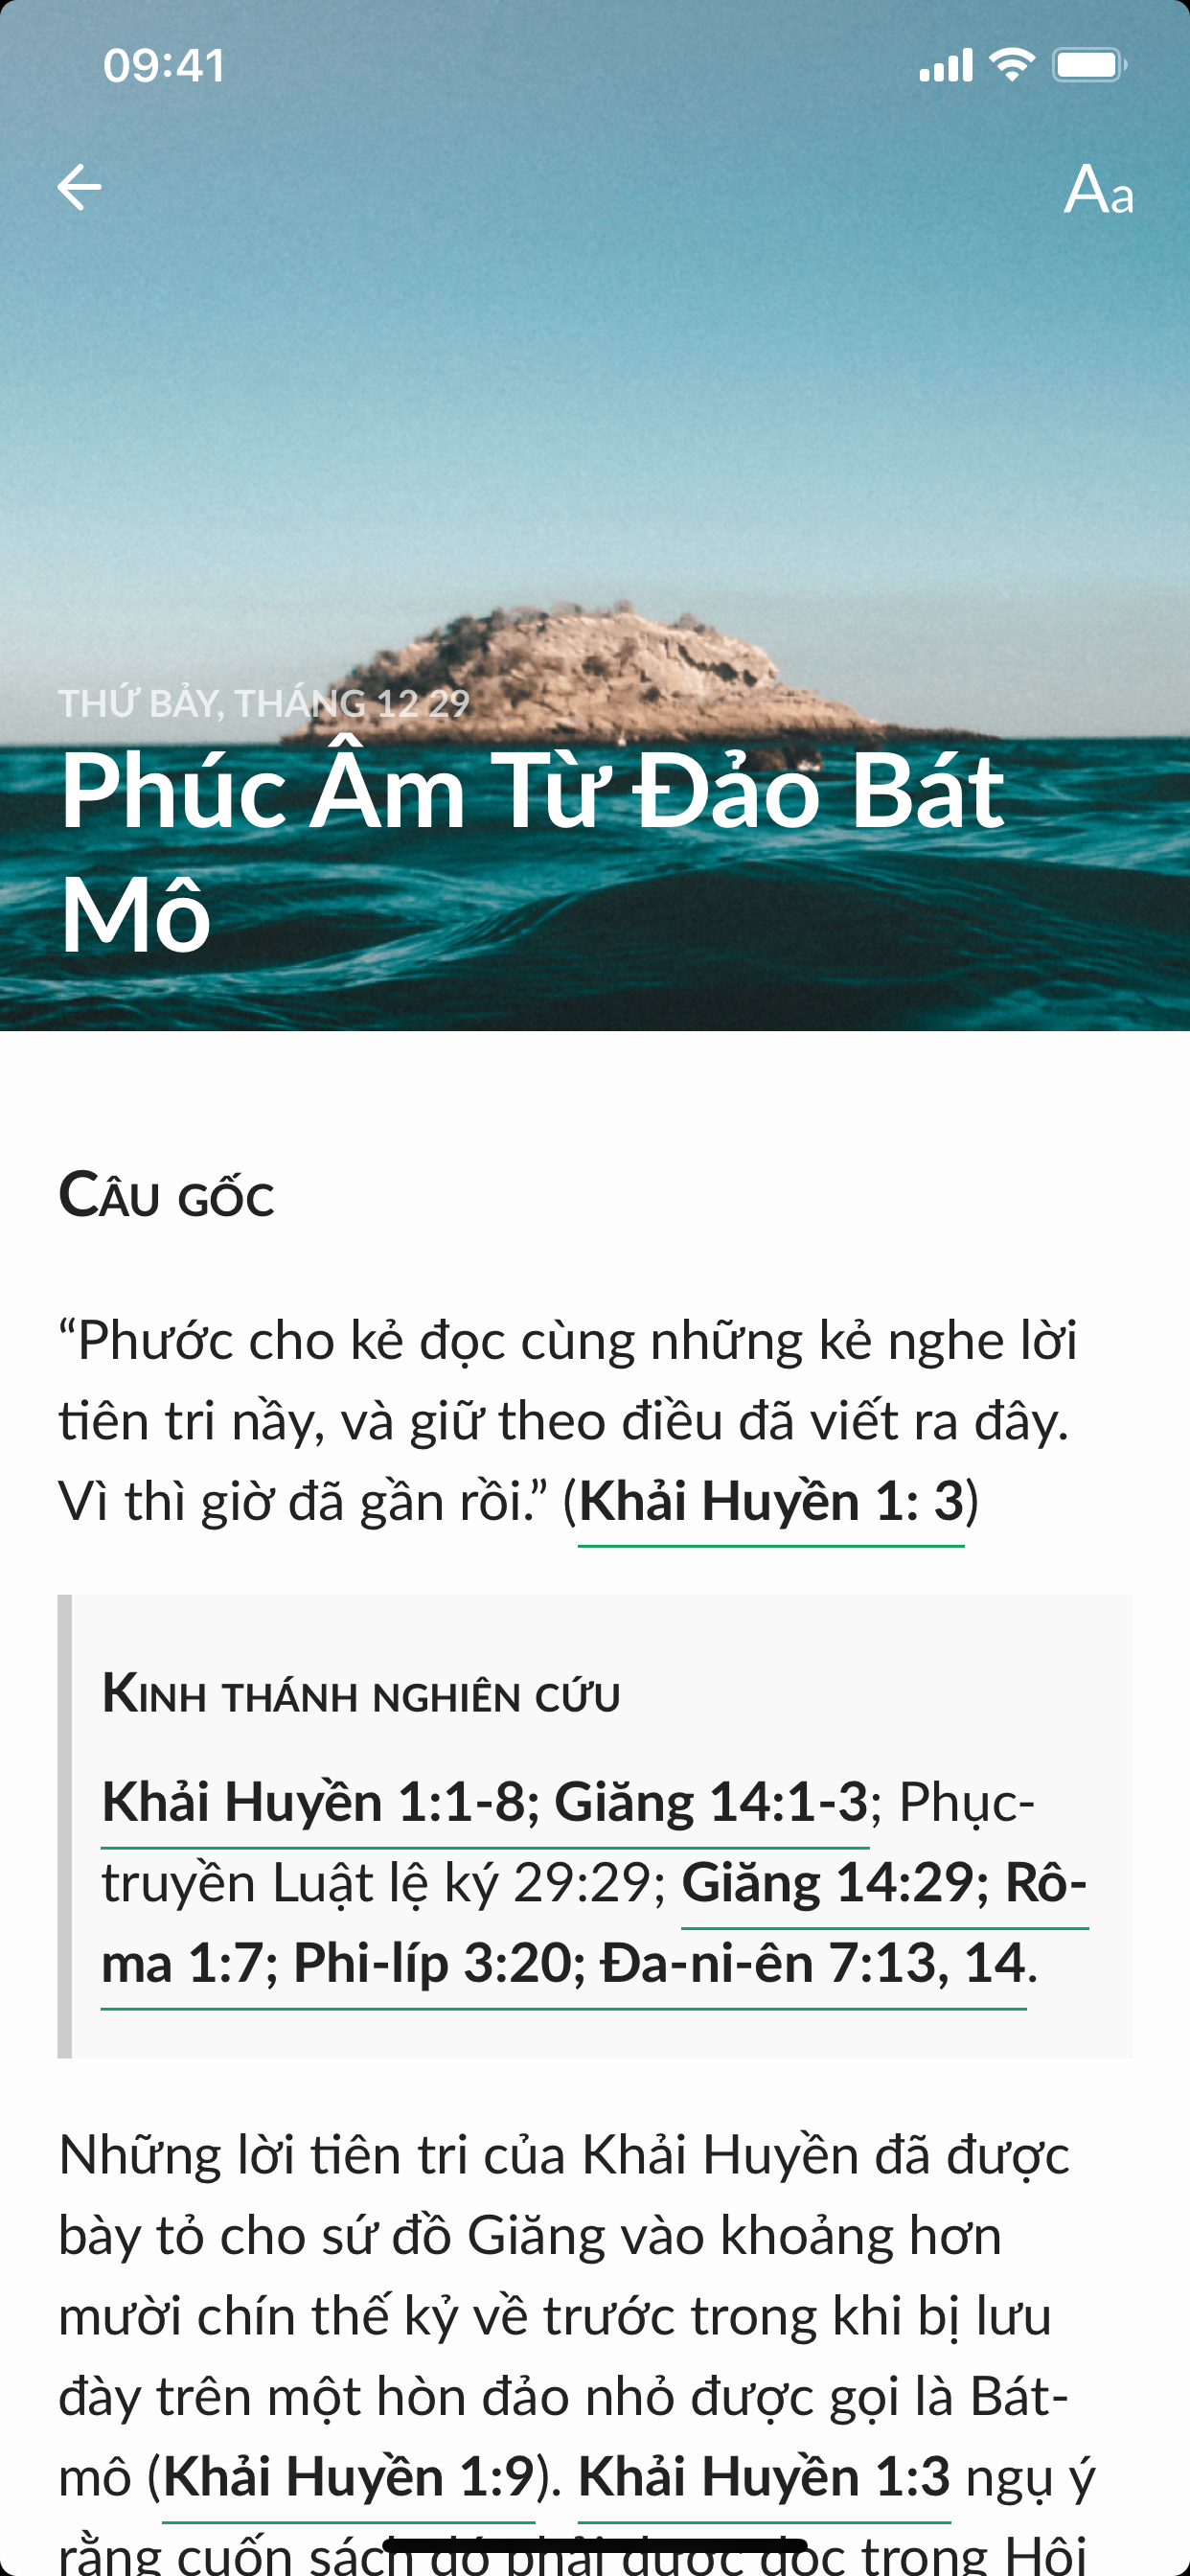 09:41
Aa
THỨ BẢY, THÁNG 12 29
Phúc Âm Từ Đảo Bát
Mô
Câu gốc
“Phước cho kẻ đọc cùng những kẻ nghe lời
tiên tri nầy, và giữ theo điều đã viết ra đây.
Vì thì giờ đã gần rồi.” (Khải Huyền 1: 3)
Kinh thánh nghiên cứu
Khải Huyền 1:1-8; Giăng 14:1-3; Phục-
truyền Luật lệ ký 29:29; Giăng 14:29; Rô-
ma 1:7; Phi-líp 3:20; Đa-ni-ên 7:13, 14.
Những lời tiên tri của Khải Huyền đã được
bày tỏ cho sứ đồ Giăng vào khoảng hơn
mười chín thế kỷ về trước trong khi bị lưu
đày trên một hòn đảo nhỏ được gọi là Bát-
mô (Khải Huyền 1:9). Khải Huyền 1:3 ngụ ý
rằng cuốn sách đó phải được đọc trong Hội